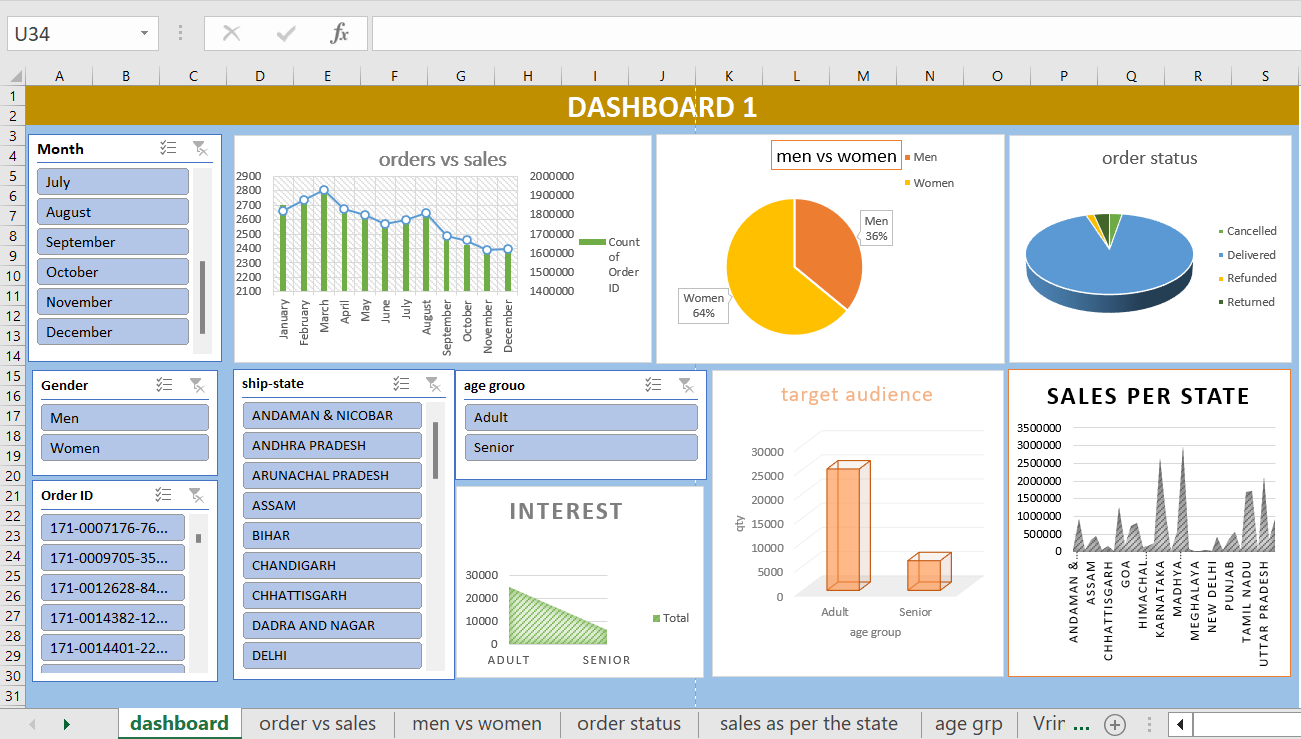 U34
fx
A B C D E F G H I J K L M N O P Q R S
1
2
3
4
5
6
7
8
9
10
11
12
13
14
15
16
17
18
19
20
21
22
23
24
25
26
27
28
29
30
31
DASHBOARD 1
Month
July
August
September
October
November
December
orders vs sales
2900
2800
2700
2600
2500
2400
2300
2200
2100
2000000
1900000
1800000
1700000
1600000
1500000
1400000
January
February
March
April
May
June
July
August
September
October
November
December
Count
of
Order
ID
men vs women
Men
Women
Men
36%
Women
64%
order status
Cancelled
Delivered
Refunded
Returned
Gender
Men
Women
Order ID
171-0007176-76...
171-0009705-35...
171-0012628-84...
171-0014382-12...
171-0014401-22...
ship-state
ANDAMAN & NICOBAR
ANDHRA PRADESH
ARUNACHAL PRADESH
ASSAM
BIHAR
CHANDIGARH
CHHATTISGARH
DADRA AND NAGAR
DELHI
age grouo
Adult
Senior
INTEREST
30000
20000
10000
0
ADULT
SENIOR
Total
target audience
30000
25000
20000
15000
10000
5000
0
qty
Adult
Senior
age group
SALES PER STATE
3500000
3000000
2500000
2000000
1500000
1000000
500000
0
ANDAMAN &...
ASSAM
CHHATTISGARH
GOA
HIMACHAL...
KARNATAKA
MADHYA...
MEGHALAYA
NEW DELHI
PUNJAB
TAMIL NADU
UTTAR PRADESH
dashboard
order vs sales
men vs women
order status
sales as per the state
age grp
Vrir ...